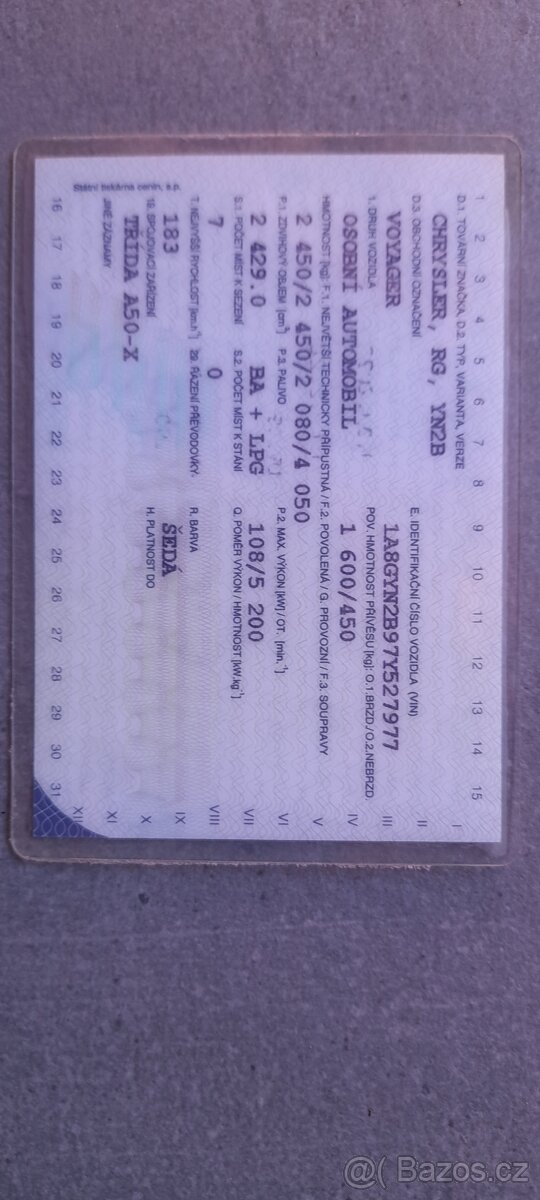 1 2 3 4 5 6 7 8 9 10 11 12 13 14 15
D.1. TOVÁRNÍ ZNAČKA, D.2. TYP, VARIANTA, VERZE
CHRYSLER, RG, YN2B
D.3. OBCHODNÍ OZNAČENÍ E. IDENTIFIKAČNÍ ČÍSLO VOZIDLA (VIN)
VOYAGER 1A8GYN2B97Y527977
1. DRUH VOZIDLA POV. HMOTNOST PŘÍVĚSU [kg]: O.1.BRZD./O.2.NEBRZD.
OSOBNÍ AUTOMOBIL 1 600/450
HMOTNOST [kg]: F.1. NEJVĚTŠÍ TECHNICKY PŘÍPUSTNÁ / F.2. POVOLENÁ / G. PROVOZNÍ / F.3. SOUPRAVY
2 450/2 450/2 080/4 050
P.1. ZDVIHOVÝ OBJEM [cm³] P.3. PALIVO P.2. MAX. VÝKON [kW] / OT. [min.⁻¹]
2 429.0 BA + LPG 108/5 200
S.1. POČET MÍST K SEZENÍ S.2. POČET MÍST K STÁNÍ Q. POMĚR VÝKON / HMOTNOST [kW.kg⁻¹]
7 0
T. NEJVYŠŠÍ RYCHLOST [km.h⁻¹] ŘAZENÍ PŘEVODOVKY R. BARVA
183 ŠEDÁ
19. SPOJOVACÍ ZAŘÍZENÍ H. PLATNOST DO
TŘÍDA A50-X
JINÉ ZÁZNAMY
I II III IV V VI VII VIII IX X XI XII
16 17 18 19 20 21 22 23 24 25 26 27 28 29 30 31
Státní tiskárna cenin, s.p.
@( Bazos.cz